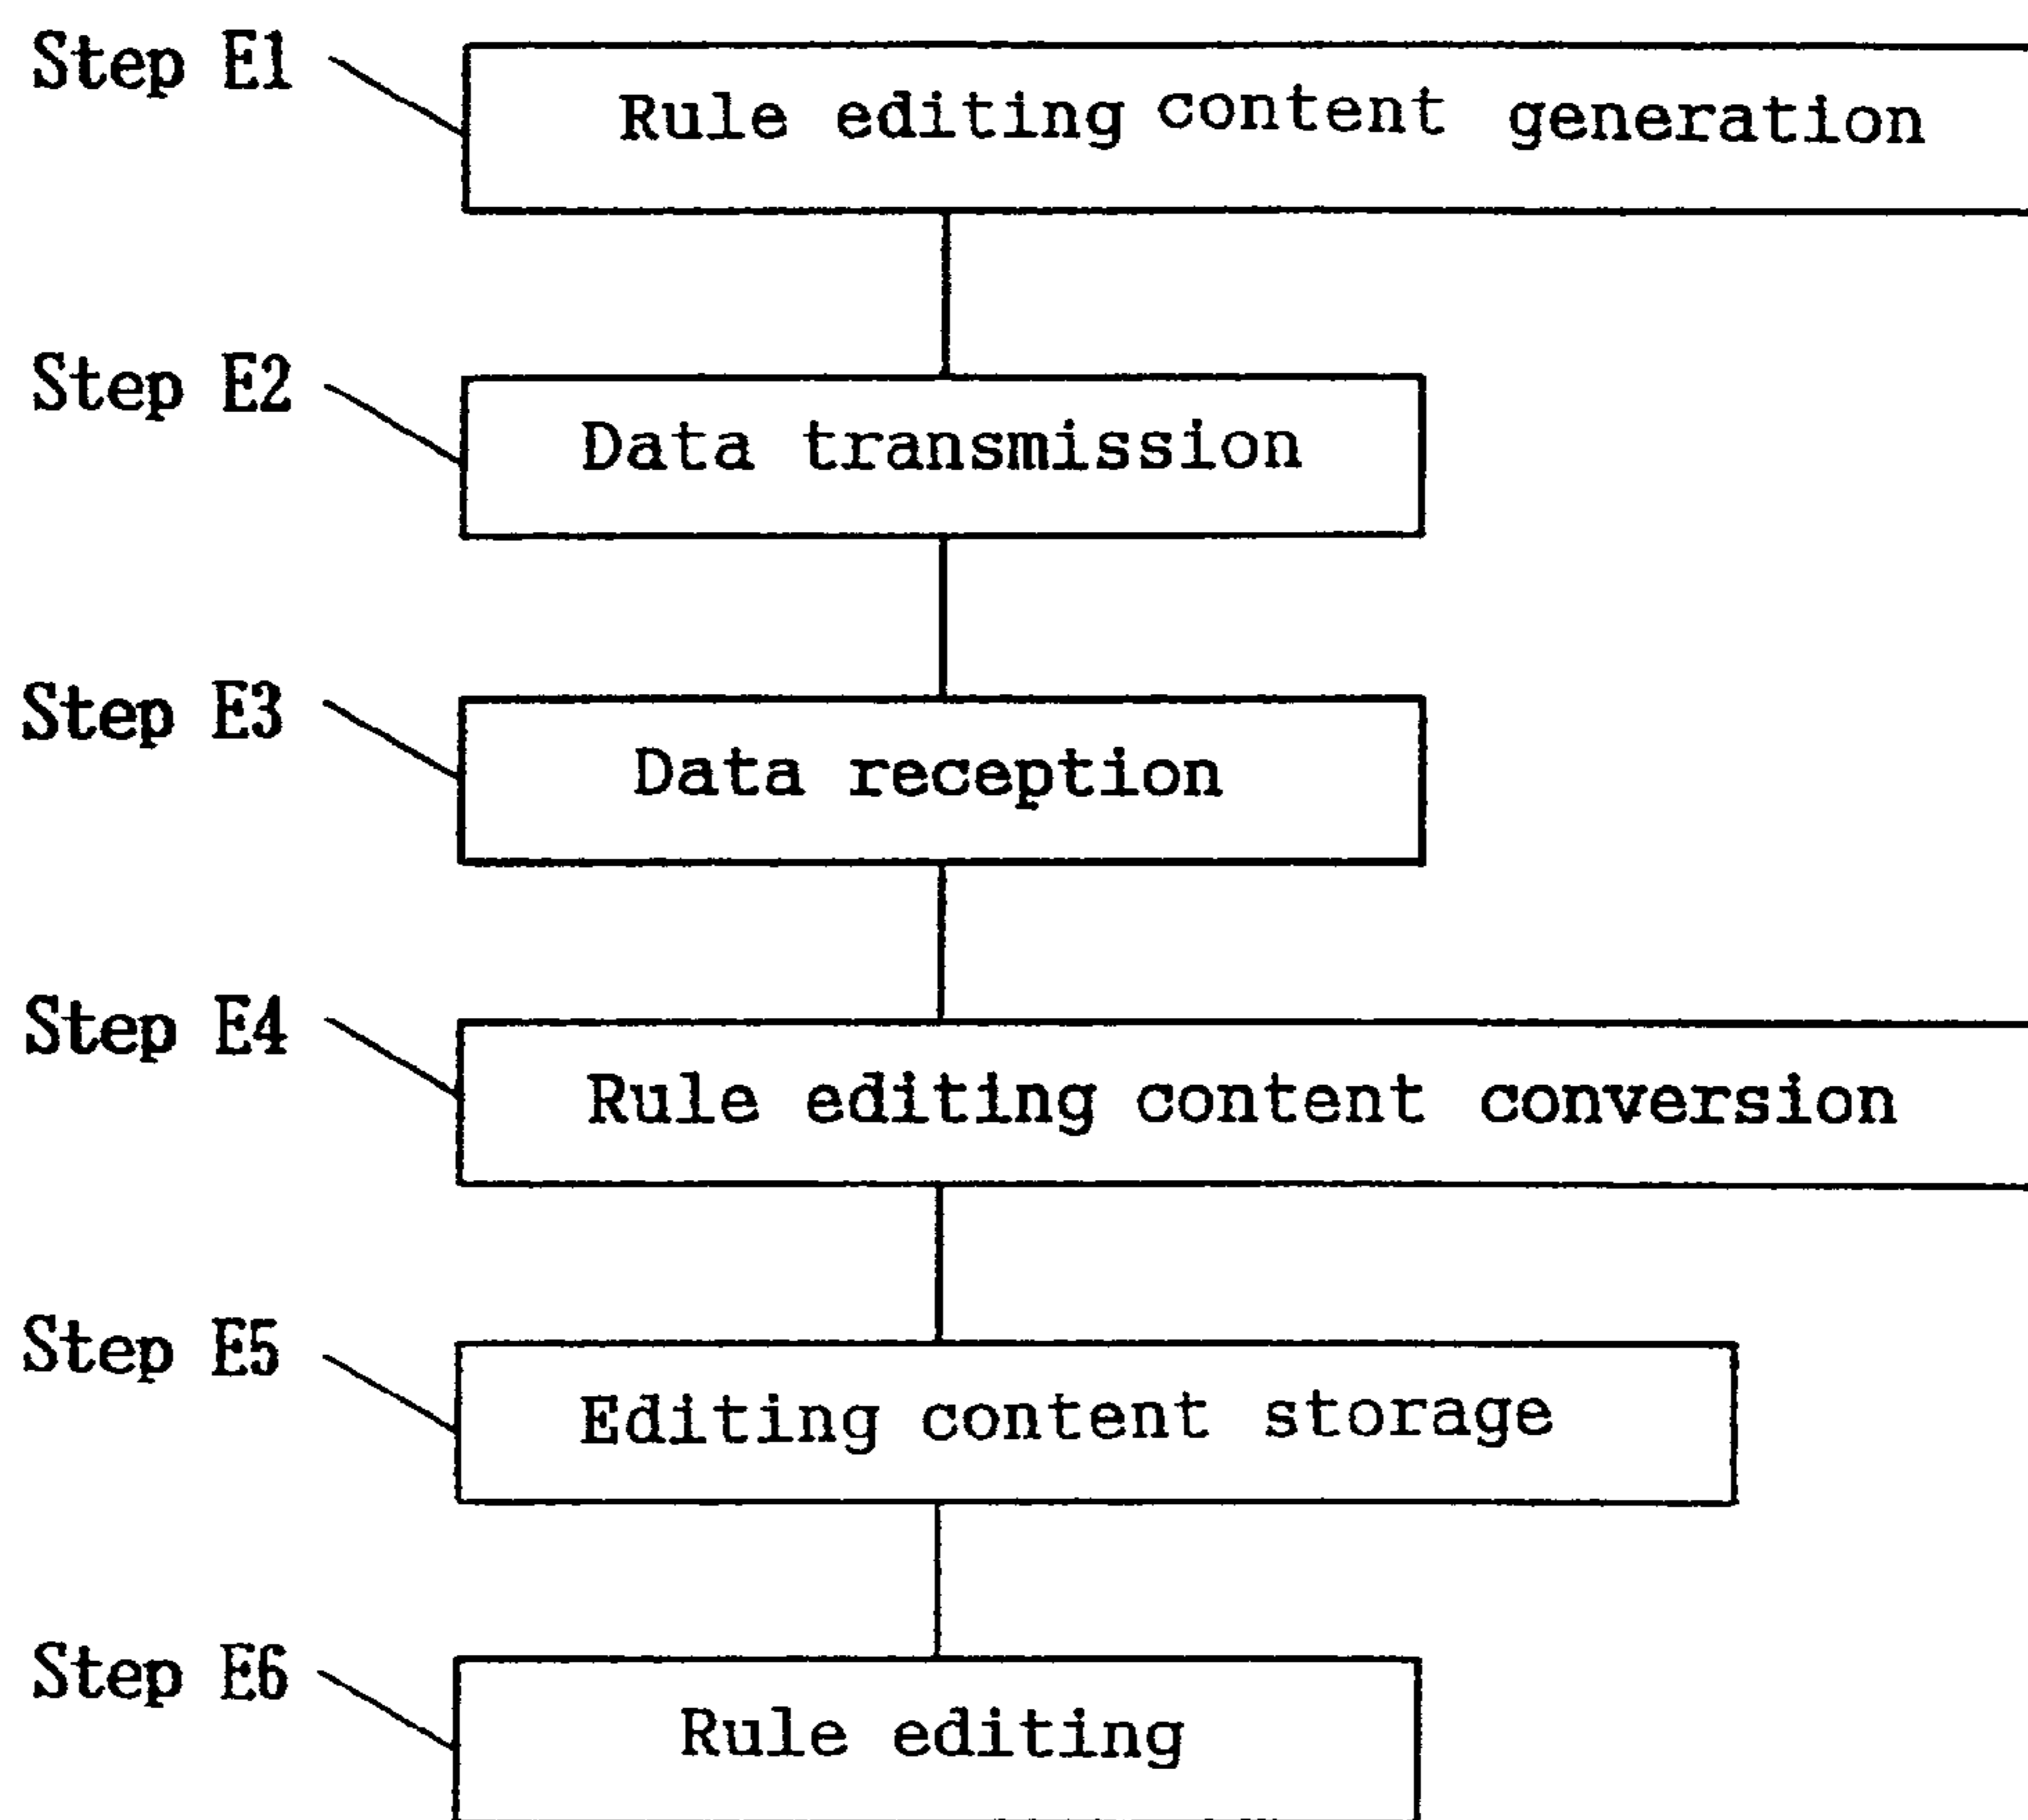 Step E1
Rule editing content generation
Step E2
Data transmission
Step E3
Data reception
Step E4
Rule editing content conversion
Step E5
Editing content storage
Step E6
Rule editing